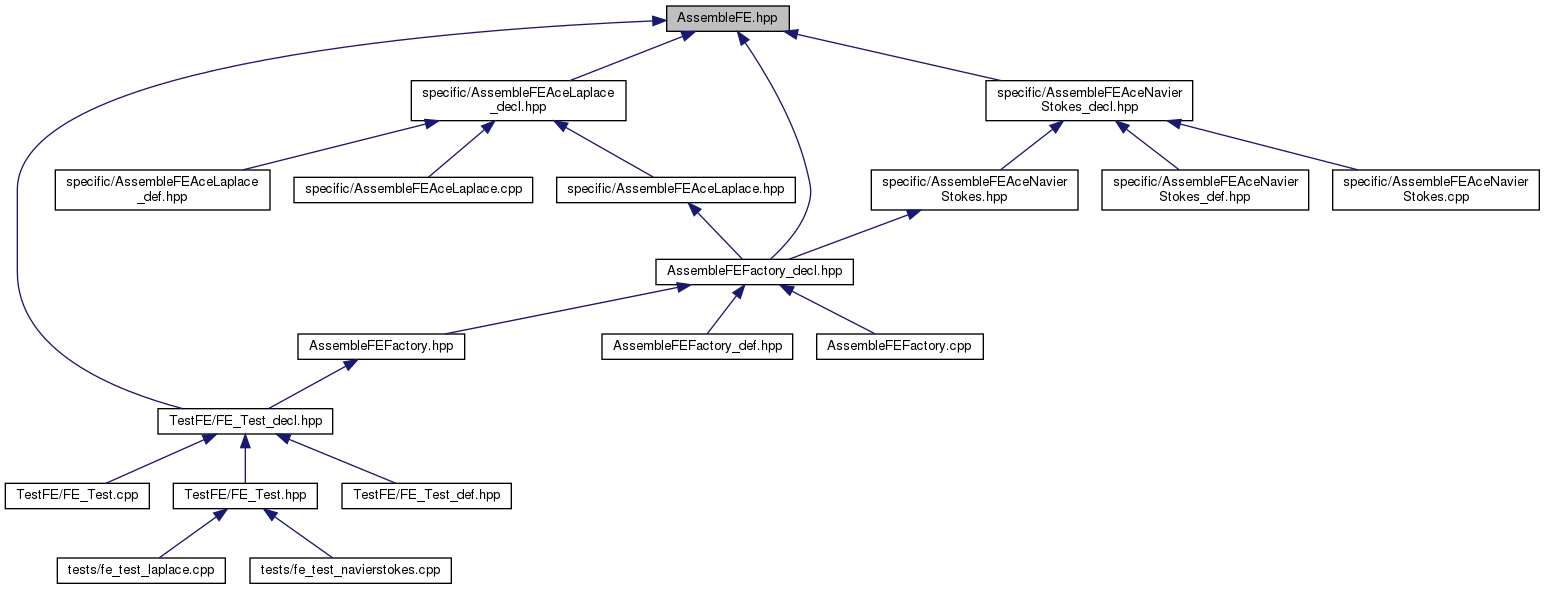 AssembleFE.hpp
specific/AssembleFEAceLaplace
_decl.hpp
specific/AssembleFEAceNavier
Stokes_decl.hpp
specific/AssembleFEAceLaplace
_def.hpp
specific/AssembleFEAceLaplace.cpp
specific/AssembleFEAceLaplace.hpp
specific/AssembleFEAceNavier
Stokes.hpp
specific/AssembleFEAceNavier
Stokes_def.hpp
specific/AssembleFEAceNavier
Stokes.cpp
AssembleFEFactory_decl.hpp
AssembleFEFactory.hpp
AssembleFEFactory_def.hpp
AssembleFEFactory.cpp
TestFE/FE_Test_decl.hpp
TestFE/FE_Test.cpp
TestFE/FE_Test.hpp
TestFE/FE_Test_def.hpp
tests/fe_test_laplace.cpp
tests/fe_test_navierstokes.cpp